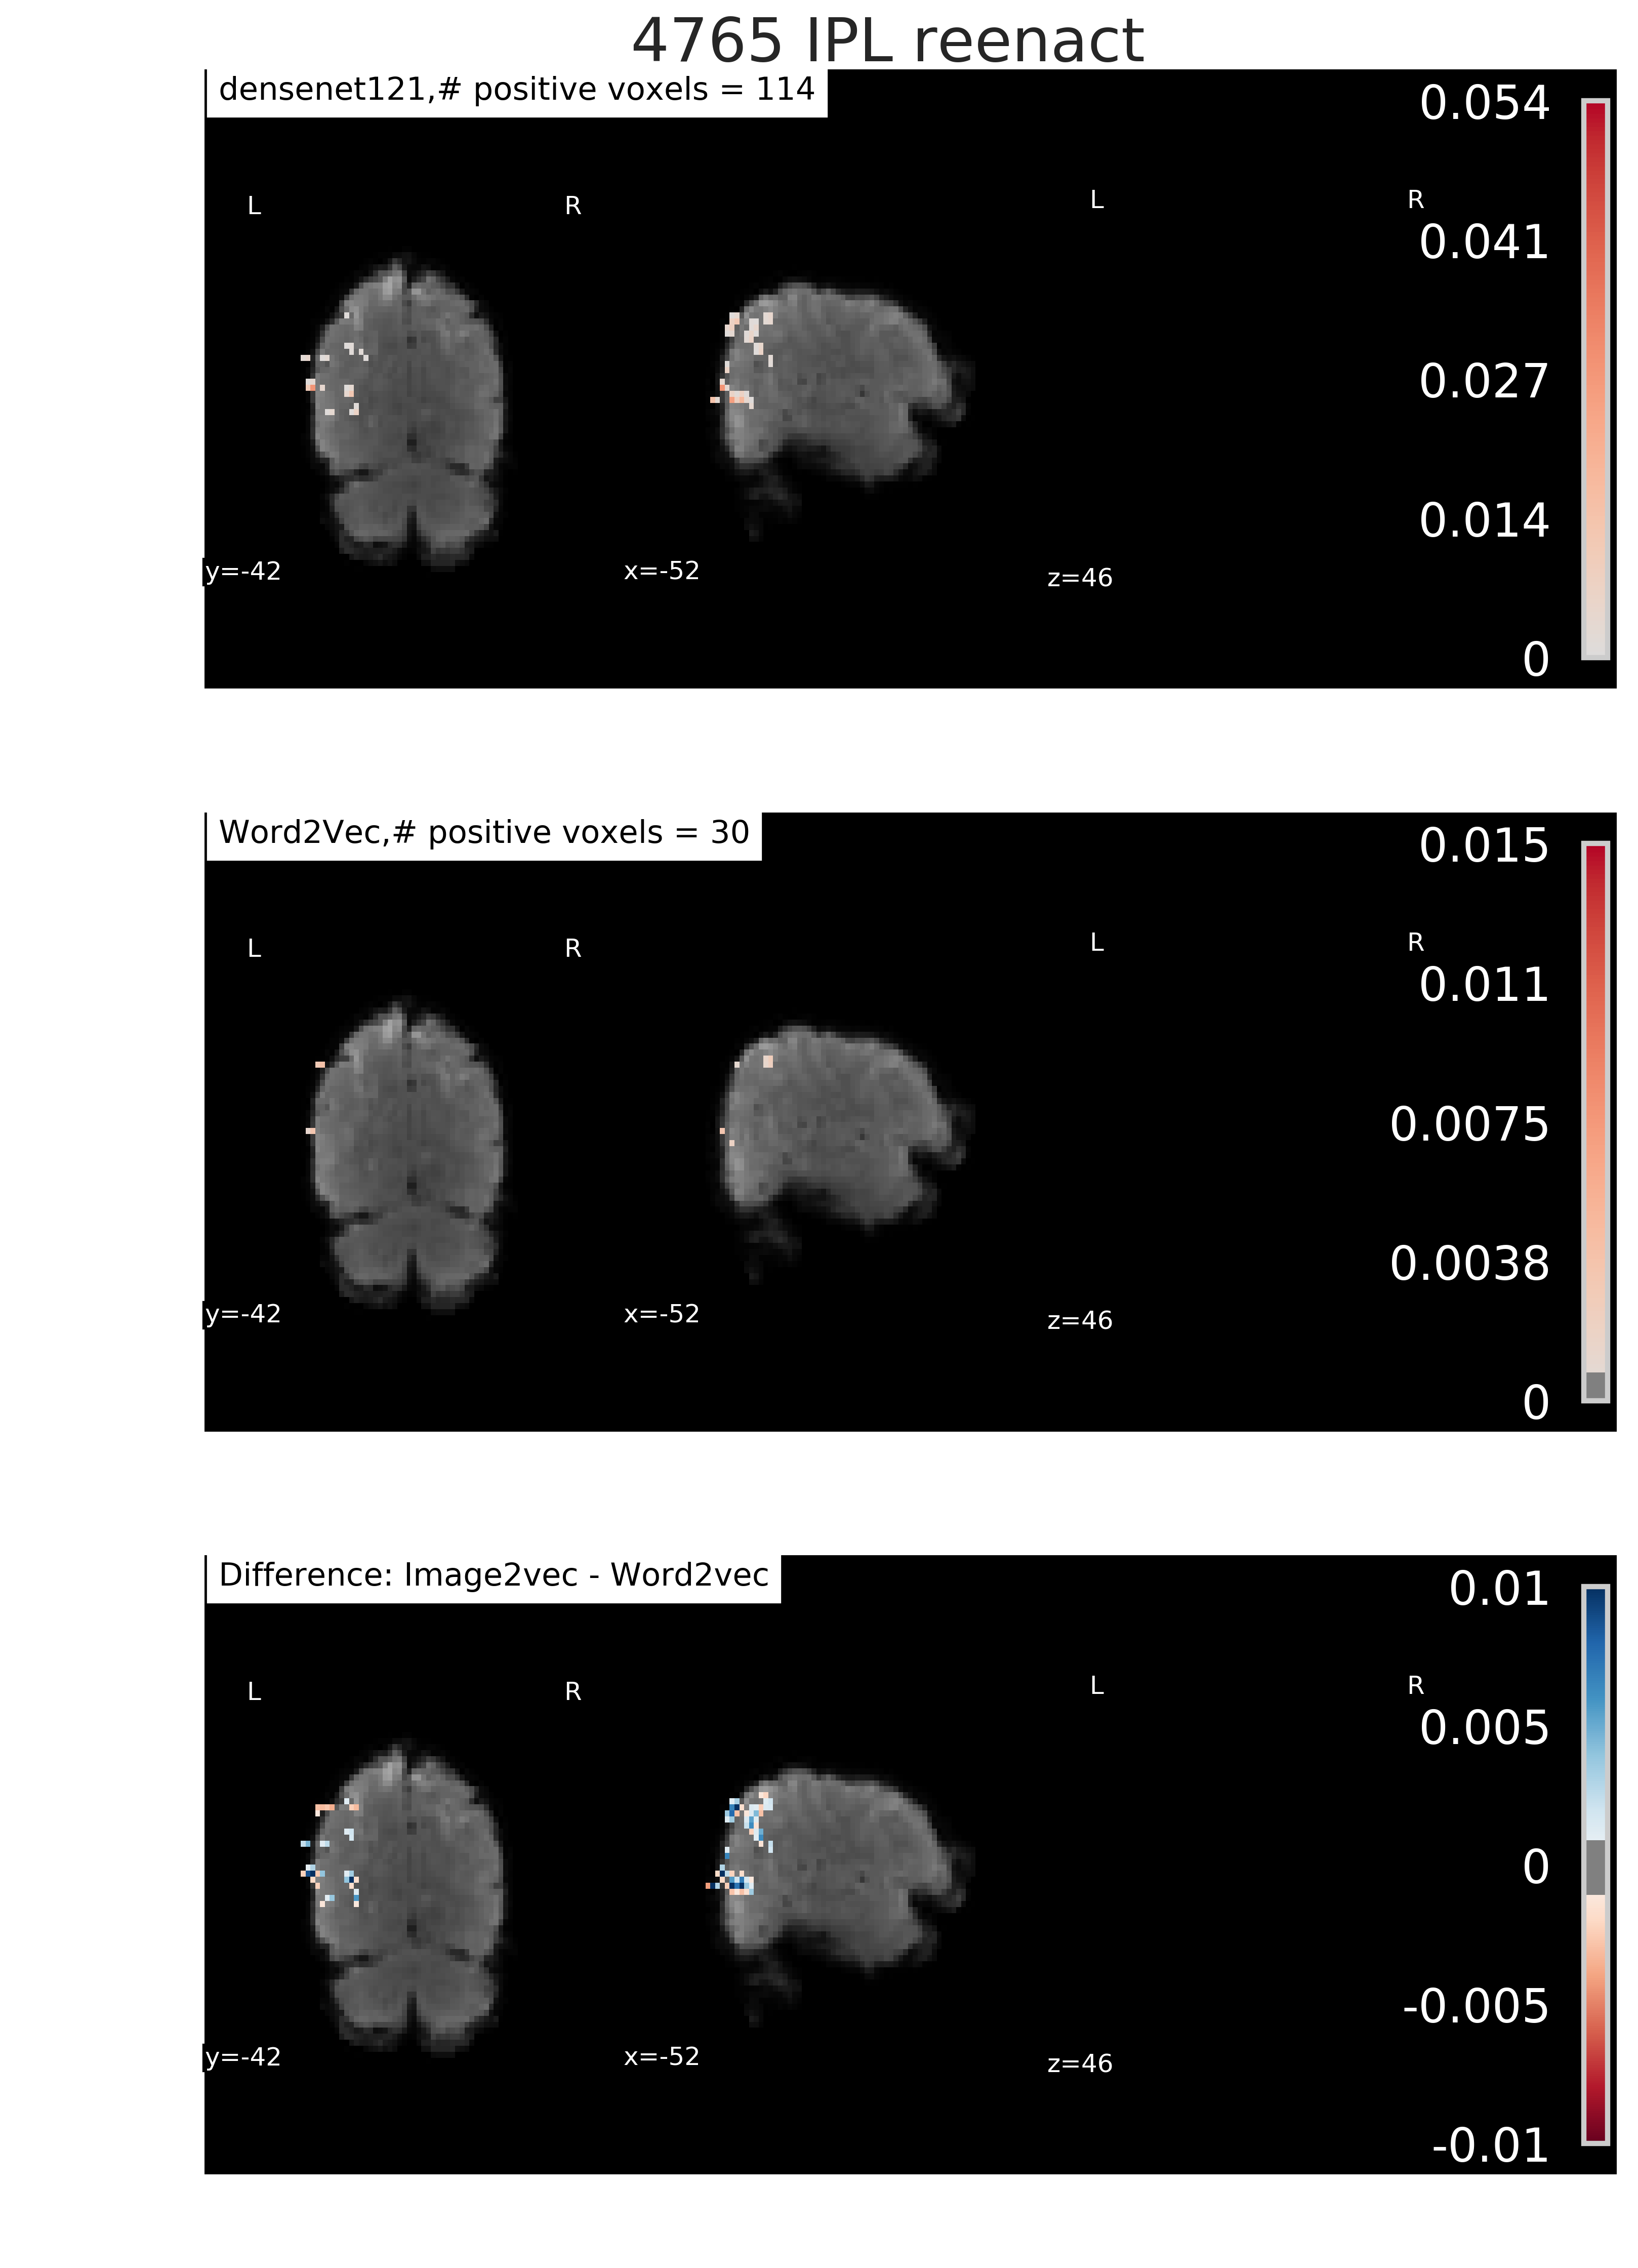 4765 IPL reenact
densenet121,# positive voxels = 114
0.054
L R L R
0.041
0.027
0.014
y=-42 x=-52 z=46
0
Word2Vec,# positive voxels = 30
0.015
L R L R
0.011
0.0075
0.0038
y=-42 x=-52 z=46
0
Difference: Image2vec - Word2vec
0.01
L R L R
0.005
0
-0.005
y=-42 x=-52 z=46
-0.01